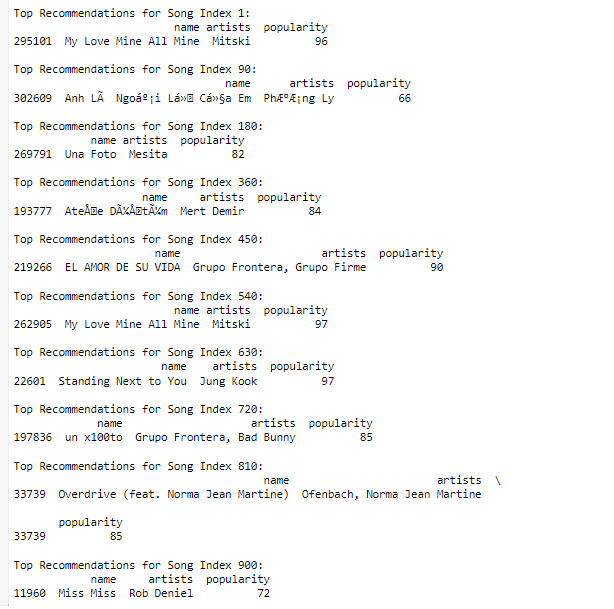 Top Recommendations for Song Index 1:
name artists popularity
295101 My Love Mine All Mine Mitski 96
Top Recommendations for Song Index 90:
name artists popularity
302609 Anh LÃ Ngoáº¡i Lá» Cá»§a Em PhÆ°Æ¡ng Ly 66
Top Recommendations for Song Index 180:
name artists popularity
269791 Una Foto Mesita 82
Top Recommendations for Song Index 360:
name artists popularity
193777 AteÅe DÃ¼ÅtÃ¼m Mert Demir 84
Top Recommendations for Song Index 450:
name artists popularity
219266 EL AMOR DE SU VIDA Grupo Frontera, Grupo Firme 90
Top Recommendations for Song Index 540:
name artists popularity
262905 My Love Mine All Mine Mitski 97
Top Recommendations for Song Index 630:
name artists popularity
22601 Standing Next to You Jung Kook 97
Top Recommendations for Song Index 720:
name artists popularity
197836 un x100to Grupo Frontera, Bad Bunny 85
Top Recommendations for Song Index 810:
name artists \
33739 Overdrive (feat. Norma Jean Martine) Ofenbach, Norma Jean Martine
popularity
33739 85
Top Recommendations for Song Index 900:
name artists popularity
11960 Miss Miss Rob Deniel 72